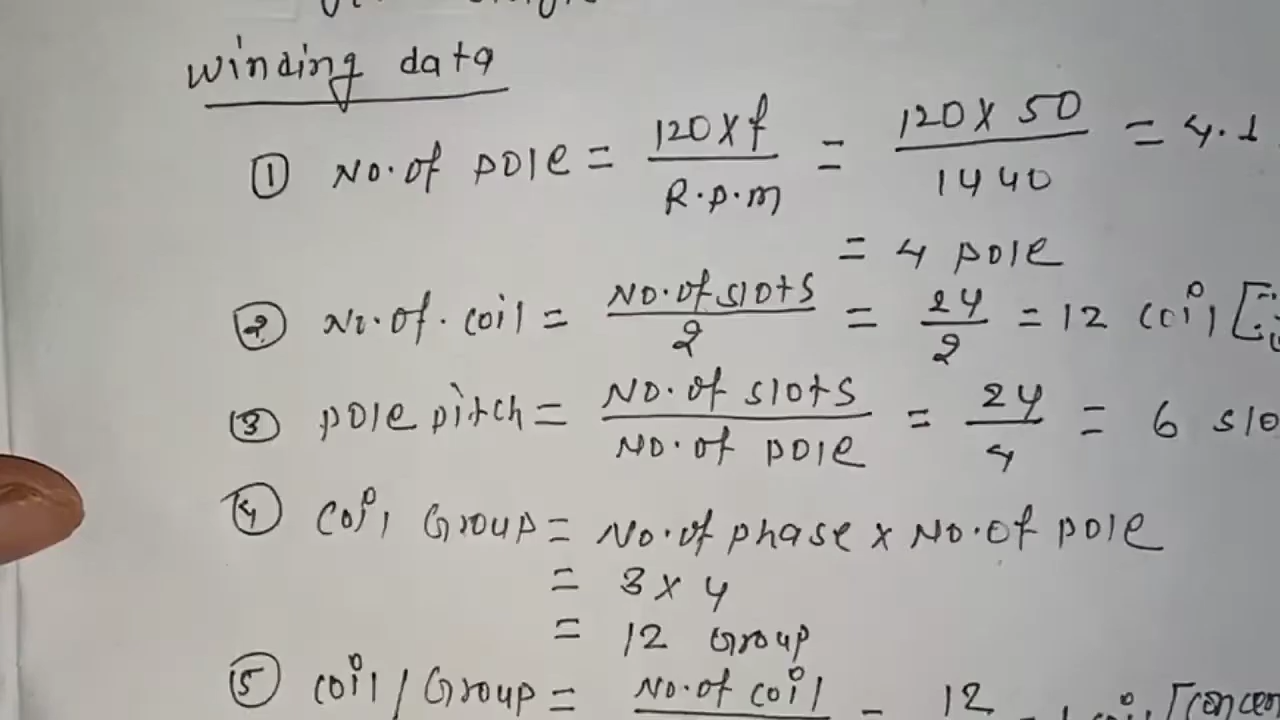 winding data
① No. of pole = 120 X f / R.P.m = 120 X 50 / 1440 = 4.1
= 4 pole
② No. of. coil = No. of slots / 2 = 24 / 2 = 12 coil [
③ pole pitch = No. of slots / No. of pole = 24 / 4 = 6 slo
④ Coil Group = No. of phase x No. of pole
= 3 x 4
= 12 Group
⑤ coil / Group = No. of coil = 12